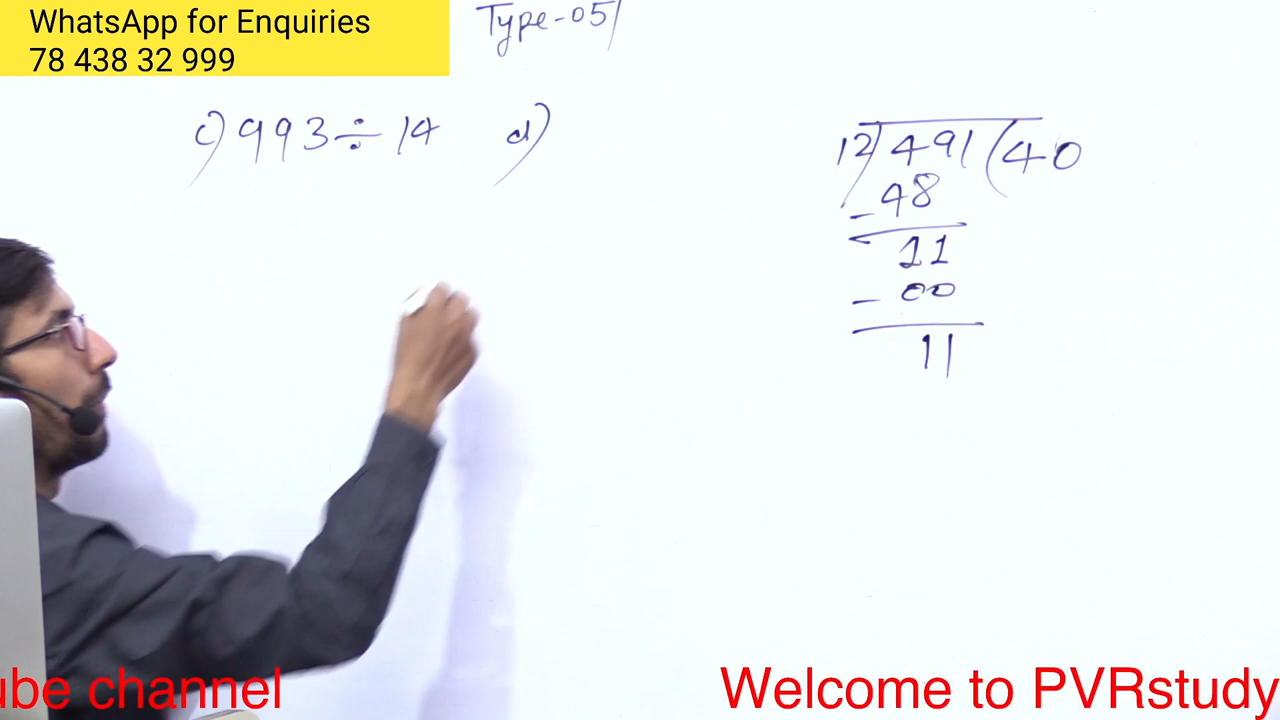 WhatsApp for Enquiries
78 438 32 999
Type-05/
c) 993 ÷ 14 d)
12) 491 (40
- 48
11
- 00
11
ube channel
Welcome to PVRstudy